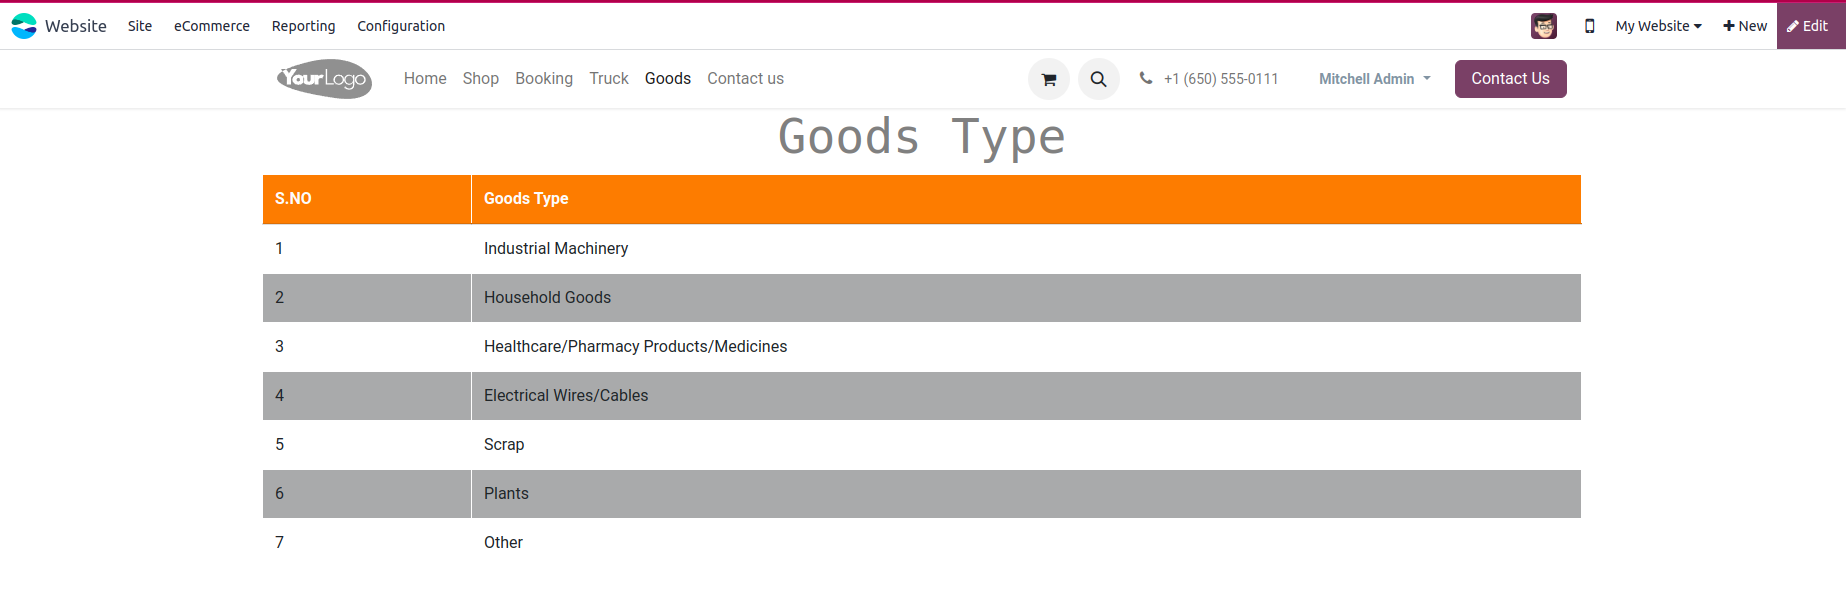 Website Site eCommerce Reporting Configuration My Website New Edit
YourLogo Home Shop Booking Truck Goods Contact us +1 (650) 555-0111 Mitchell Admin Contact Us
Goods Type
S.NO Goods Type
1 Industrial Machinery
2 Household Goods
3 Healthcare/Pharmacy Products/Medicines
4 Electrical Wires/Cables
5 Scrap
6 Plants
7 Other